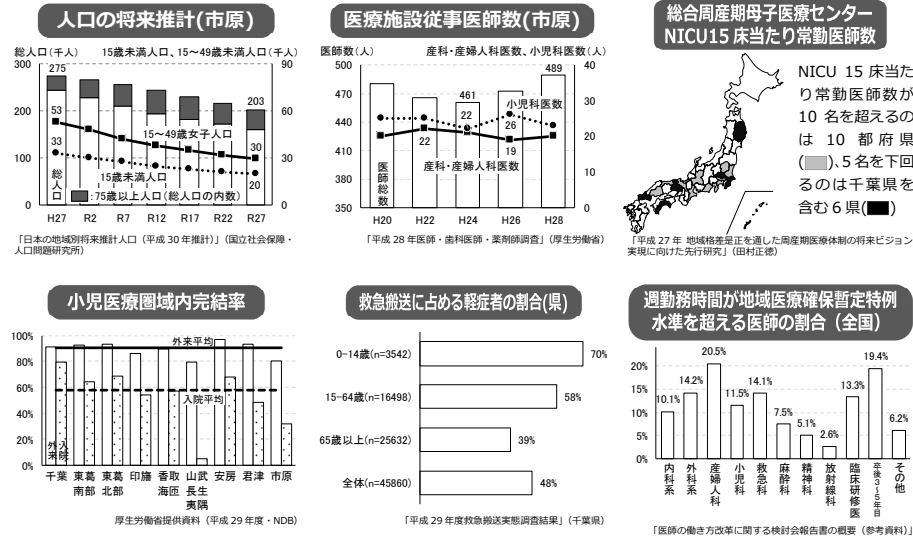 人口の将来推計(市原)
総人口(千人)
15歳未満人口、15～49歳未満人口(千人)
300
200
100
0
90
60
30
0
275
203
53
33
30
20
15～49歳女子人口
15歳未満人口
総人口
:75歳以上人口(総人口の内数)
H27 R2 R7 R12 R17 R22 R27
「日本の地域別将来推計人口（平成30年推計）」（国立社会保障・
人口問題研究所）
医療施設従事医師数(市原)
医師数(人)
産科・産婦人科医数、小児科医数(人)
500
470
440
410
380
350
40
30
20
10
0
461
489
22
22
26
19
小児科医数
産科・産婦人科医数
医師総数
H20 H22 H24 H26 H28
「平成28年医師・歯科医師・薬剤師調査」（厚生労働省）
総合周産期母子医療センター
NICU15床当たり常勤医師数
NICU 15床当た
り常勤医師数が
10名を超えるの
は10都府県
( )、5名を下回
るのは千葉県を
含む6県( )
「平成27年 地域格差是正を通した周産期医療体制の将来ビジョン
実現に向けた先行研究」（田村正徳）
小児医療圏域内完結率
100%
80%
60%
40%
20%
0%
外来平均
入院平均
外来
入院
千葉 東葛南部 東葛北部 印旛 香取海匝 山武長生夷隅 安房 君津 市原
厚生労働省提供資料（平成29年度・NDB）
救急搬送に占める軽症者の割合(県)
0-14歳(n=3542) 70%
15-64歳(n=16498) 58%
65歳以上(n=25632) 39%
全体(n=45860) 48%
「平成29年度救急搬送実態調査結果」（千葉県）
週勤務時間が地域医療確保暫定特例
水準を超える医師の割合（全国）
20%
15%
10%
5%
0%
10.1% 14.2% 20.5% 11.5% 14.1% 7.5% 5.1% 2.6% 13.3% 19.4% 6.2%
内科系 外科系 産婦人科 小児科 救急科 麻酔科 精神科 放射線科 臨床研修医 卒後3～5年目 その他
「医師の働き方改革に関する検討会報告書の概要（参考資料）」